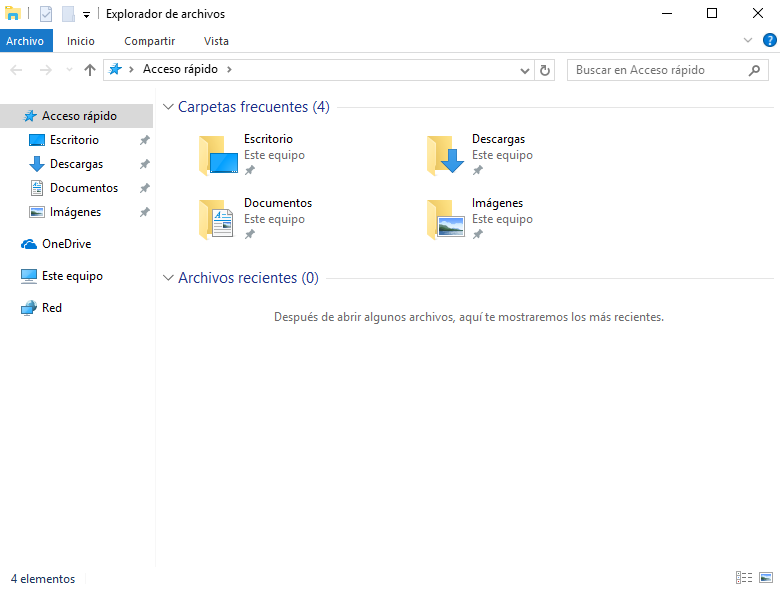 Explorador de archivos
Archivo Inicio Compartir Vista
Acceso rápido
Buscar en Acceso rápido
Acceso rápido
Escritorio
Descargas
Documentos
Imágenes
OneDrive
Este equipo
Red
Carpetas frecuentes (4)
Escritorio
Este equipo
Descargas
Este equipo
Documentos
Este equipo
Imágenes
Este equipo
Archivos recientes (0)
Después de abrir algunos archivos, aquí te mostraremos los más recientes.
4 elementos